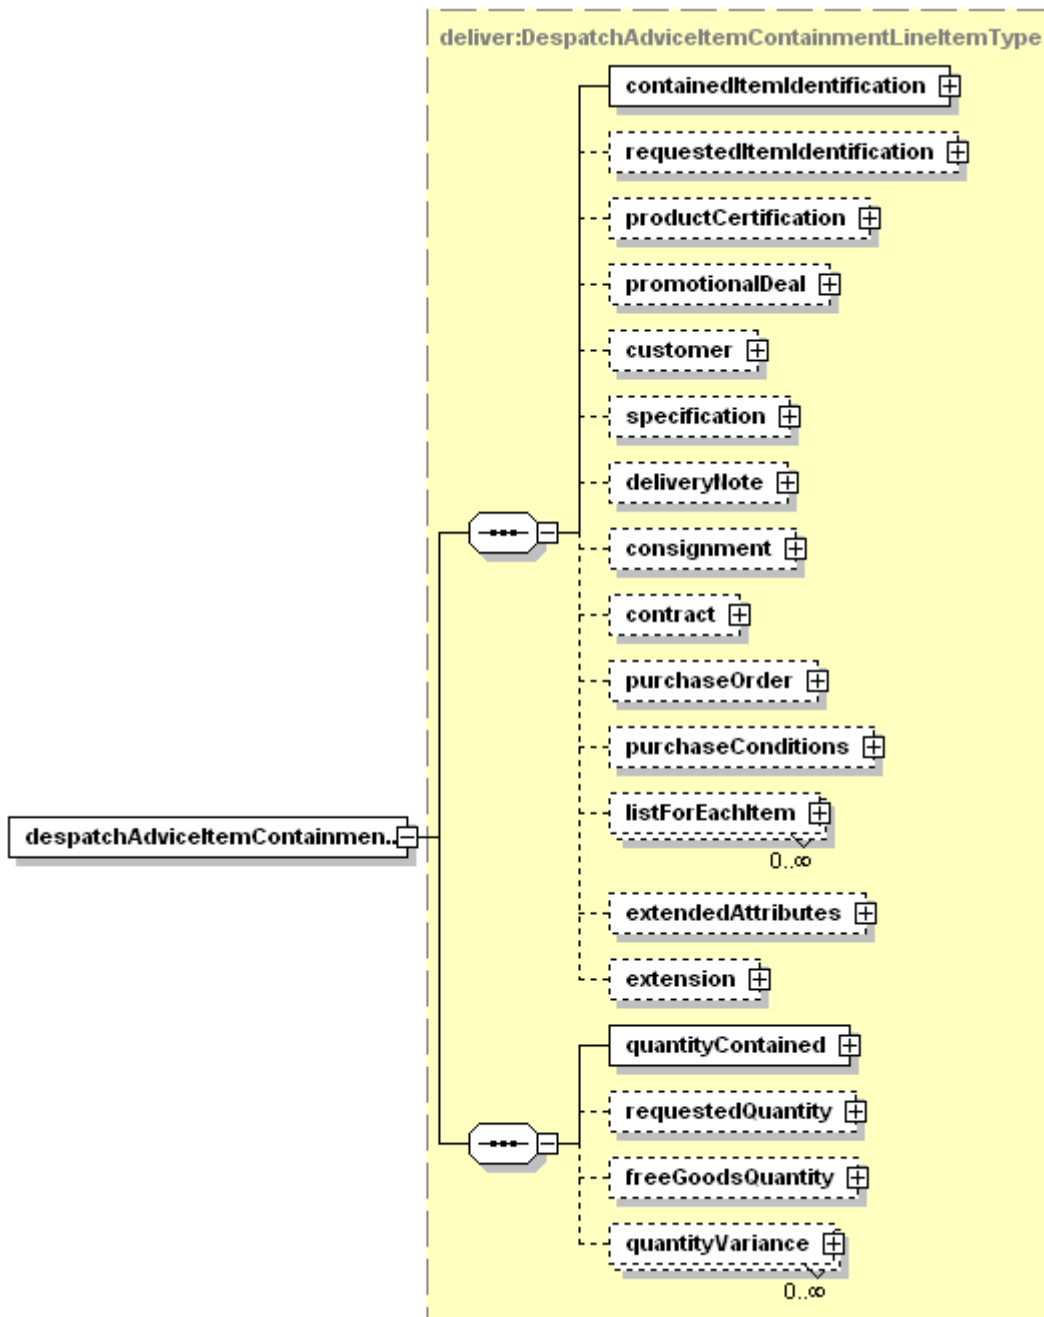 deliver:DespatchAdviceItemContainmentLineItemType
containedItemIdentification
requestedItemIdentification
productCertification
promotionalDeal
customer
specification
deliveryNote
consignment
contract
purchaseOrder
purchaseConditions
listForEachItem
0..∞
despatchAdviceItemContainmen..
extendedAttributes
extension
quantityContained
requestedQuantity
freeGoodsQuantity
quantityVariance
0..∞